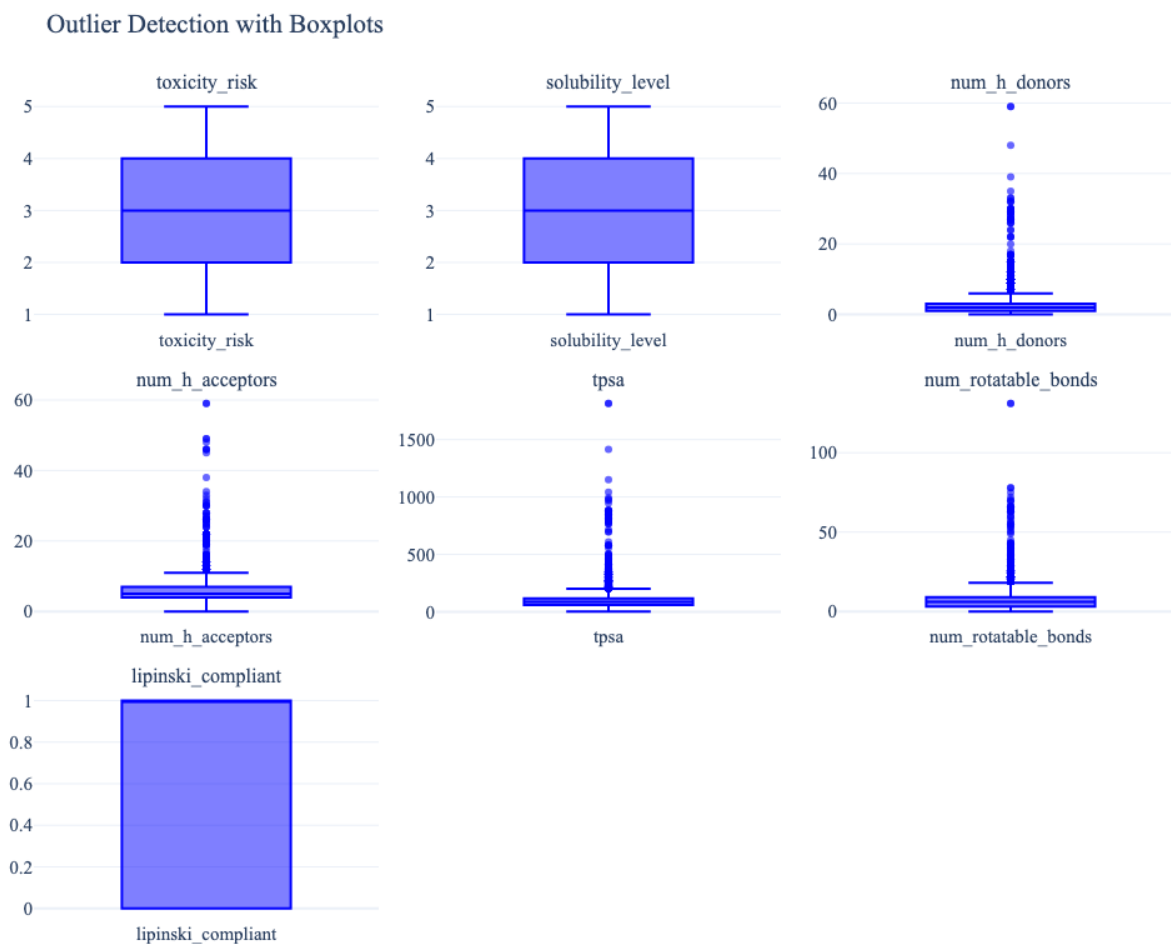 Outlier Detection with Boxplots
toxicity_risk
5
4
3
2
1
toxicity_risk
solubility_level
5
4
3
2
1
solubility_level
num_h_donors
60
40
20
0
num_h_donors
num_h_acceptors
60
40
20
0
num_h_acceptors
tpsa
1500
1000
500
0
tpsa
num_rotatable_bonds
100
50
0
num_rotatable_bonds
lipinski_compliant
1
0.8
0.6
0.4
0.2
0
lipinski_compliant